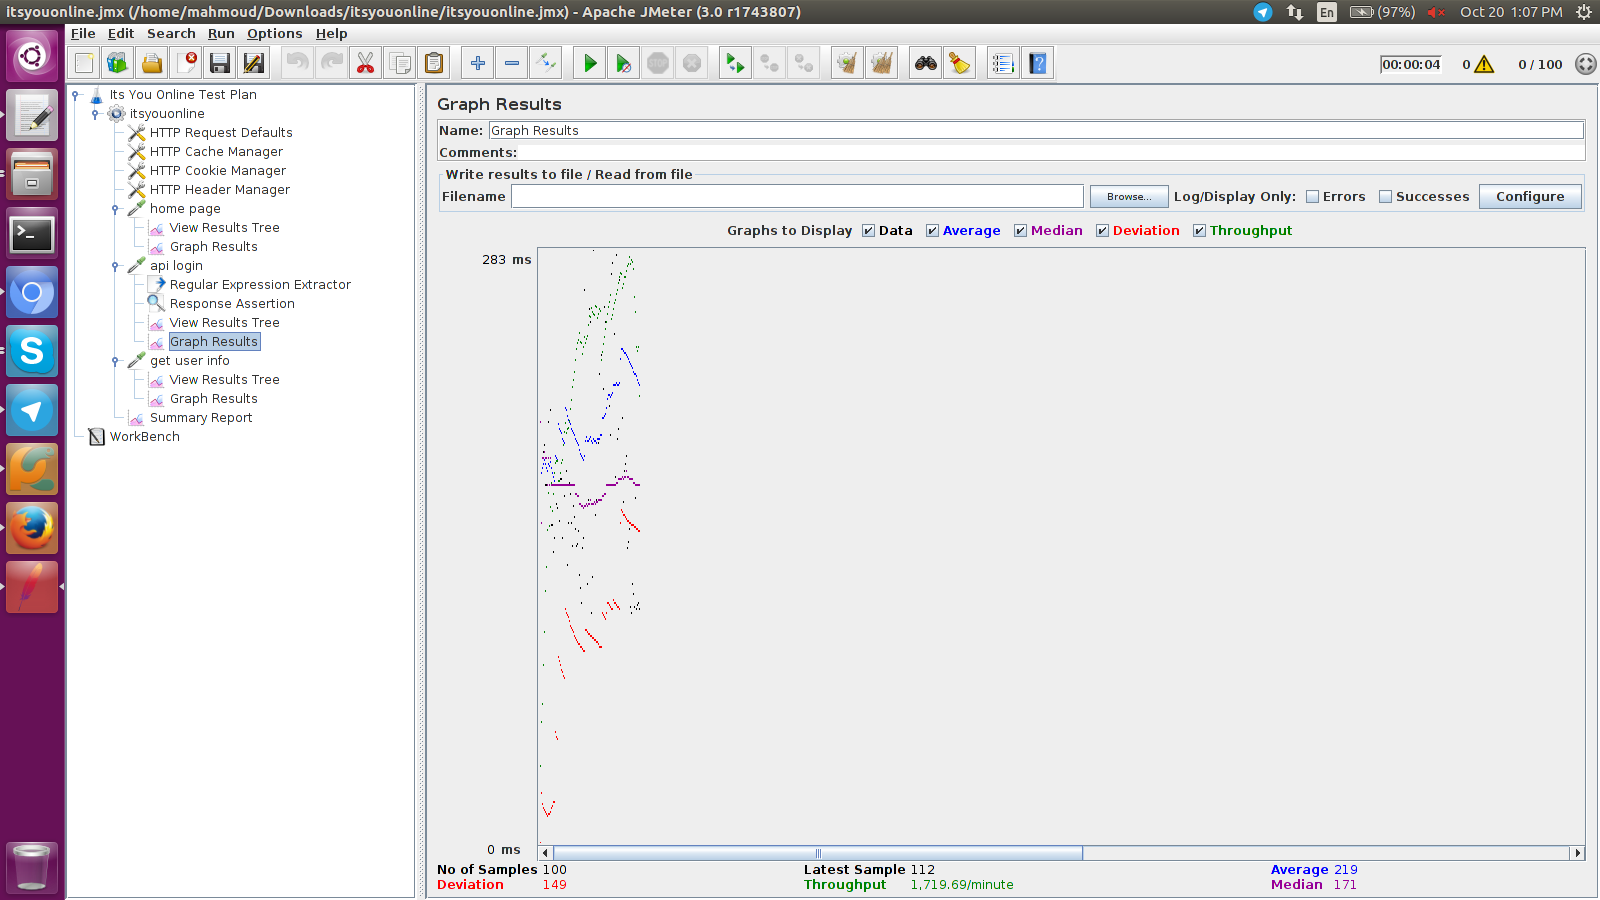 itsyouonline.jmx (/home/mahmoud/Downloads/itsyouonline/itsyouonline.jmx) - Apache JMeter (3.0 r1743807)
En (97%) Oct 20 1:07 PM
File Edit Search Run Options Help
STOP 00:00:04 0 0 / 100
Its You Online Test Plan
itsyouonline
HTTP Request Defaults
HTTP Cache Manager
HTTP Cookie Manager
HTTP Header Manager
home page
View Results Tree
Graph Results
api login
Regular Expression Extractor
Response Assertion
View Results Tree
Graph Results
get user info
View Results Tree
Graph Results
Summary Report
WorkBench
Graph Results
Name: Graph Results
Comments:
Write results to file / Read from file
Filename Browse... Log/Display Only: Errors Successes Configure
Graphs to Display Data Average Median Deviation Throughput
283 ms
0 ms
No of Samples 100 Latest Sample 112 Average 219
Deviation 149 Throughput 1,719.69/minute Median 171